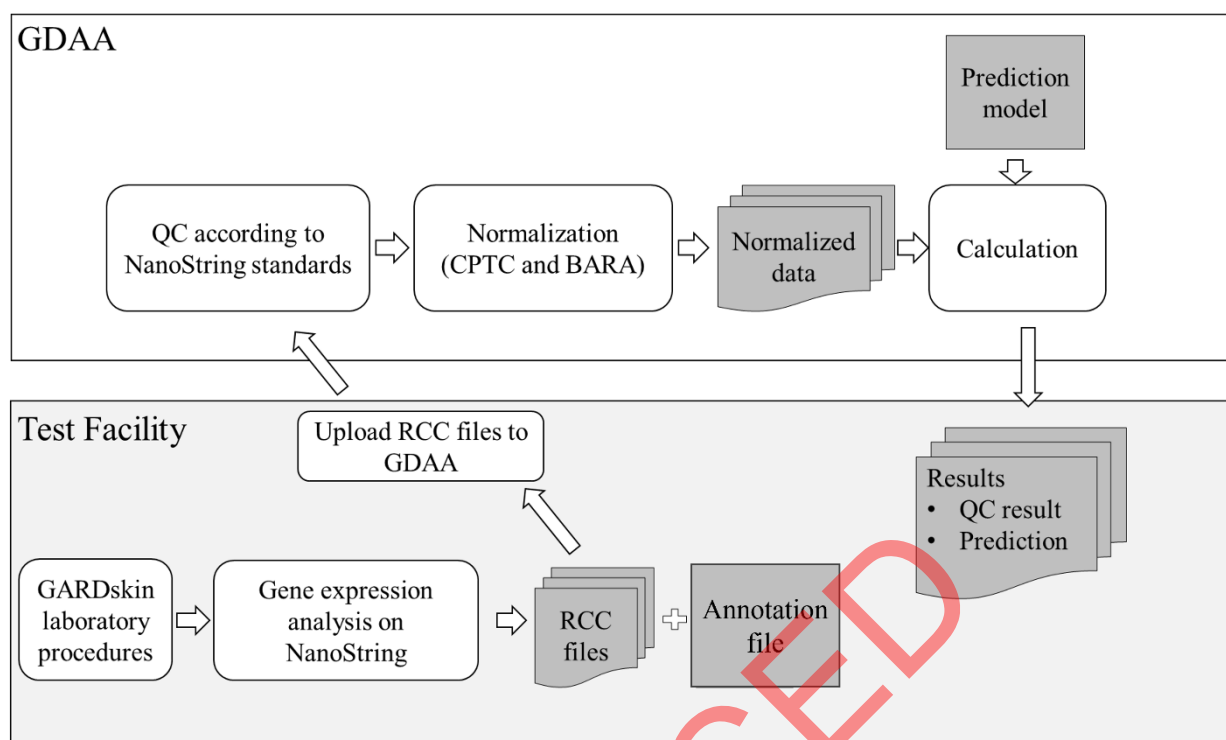 GDAA
Prediction
model
QC according to
NanoString standards
Normalization
(CPTC and BARA)
Normalized
data
Calculation
Test Facility
Upload RCC files to
GDAA
Results
• QC result
• Prediction
GARDskin
laboratory
procedures
Gene expression
analysis on
NanoString
RCC
files
Annotation
file
CED